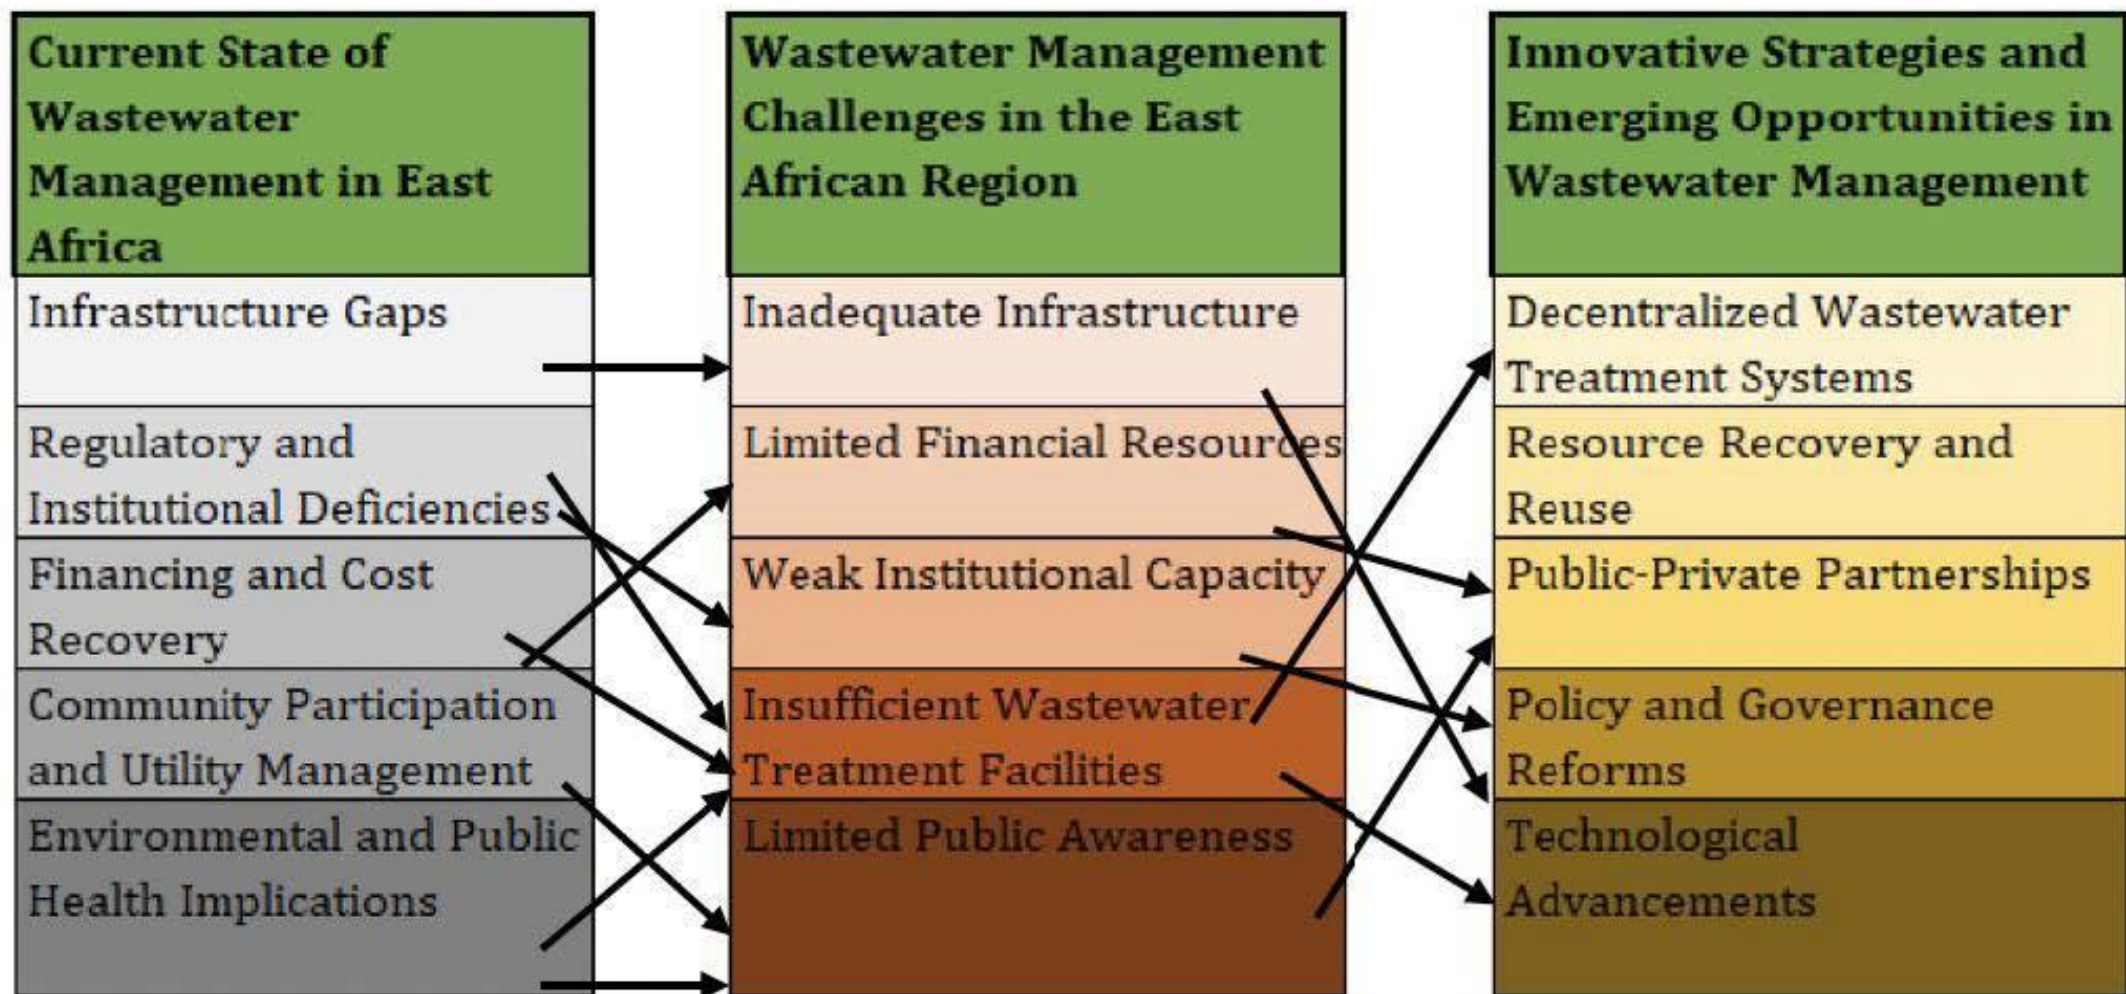 Current State of
Wastewater
Management in East
Africa
Infrastructure Gaps
Regulatory and
Institutional Deficiencies
Financing and Cost
Recovery
Community Participation
and Utility Management
Environmental and Public
Health Implications
Wastewater Management
Challenges in the East
African Region
Inadequate Infrastructure
Limited Financial Resources
Weak Institutional Capacity
Insufficient Wastewater
Treatment Facilities
Limited Public Awareness
Innovative Strategies and
Emerging Opportunities in
Wastewater Management
Decentralized Wastewater
Treatment Systems
Resource Recovery and
Reuse
Public-Private Partnerships
Policy and Governance
Reforms
Technological
Advancements